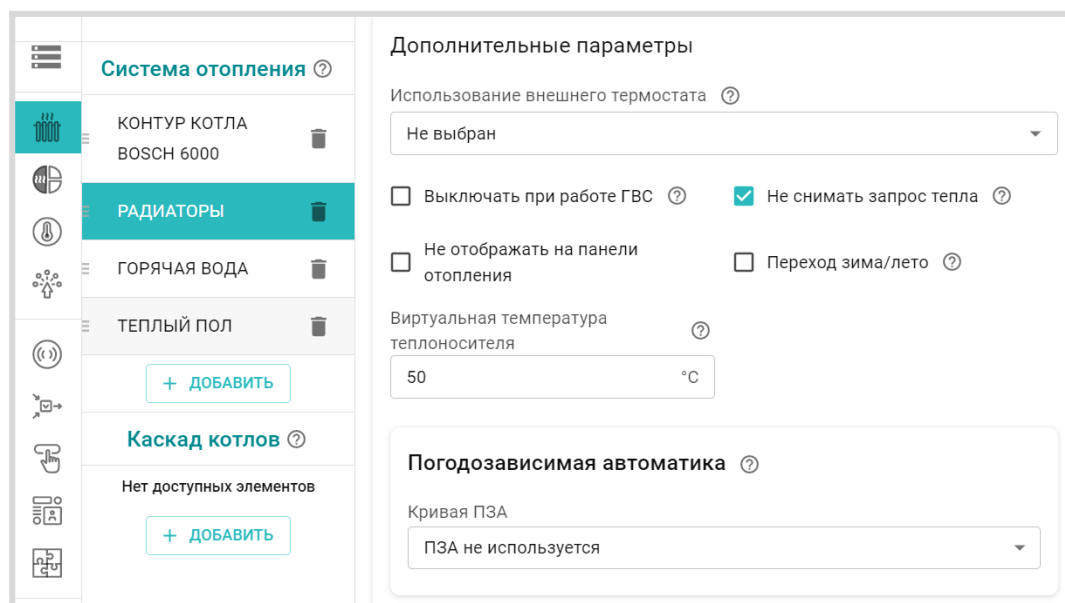 Система отопления
КОНТУР КОТЛА
BOSCH 6000
РАДИАТОРЫ
ГОРЯЧАЯ ВОДА
ТЕПЛЫЙ ПОЛ
+ ДОБАВИТЬ
Каскад котлов
Нет доступных элементов
+ ДОБАВИТЬ
Дополнительные параметры
Использование внешнего термостата
Не выбран
Выключать при работе ГВС
Не снимать запрос тепла
Не отображать на панели
отопления
Переход зима/лето
Виртуальная температура
теплоносителя
50 °C
Погодозависимая автоматика
Кривая ПЗА
ПЗА не используется